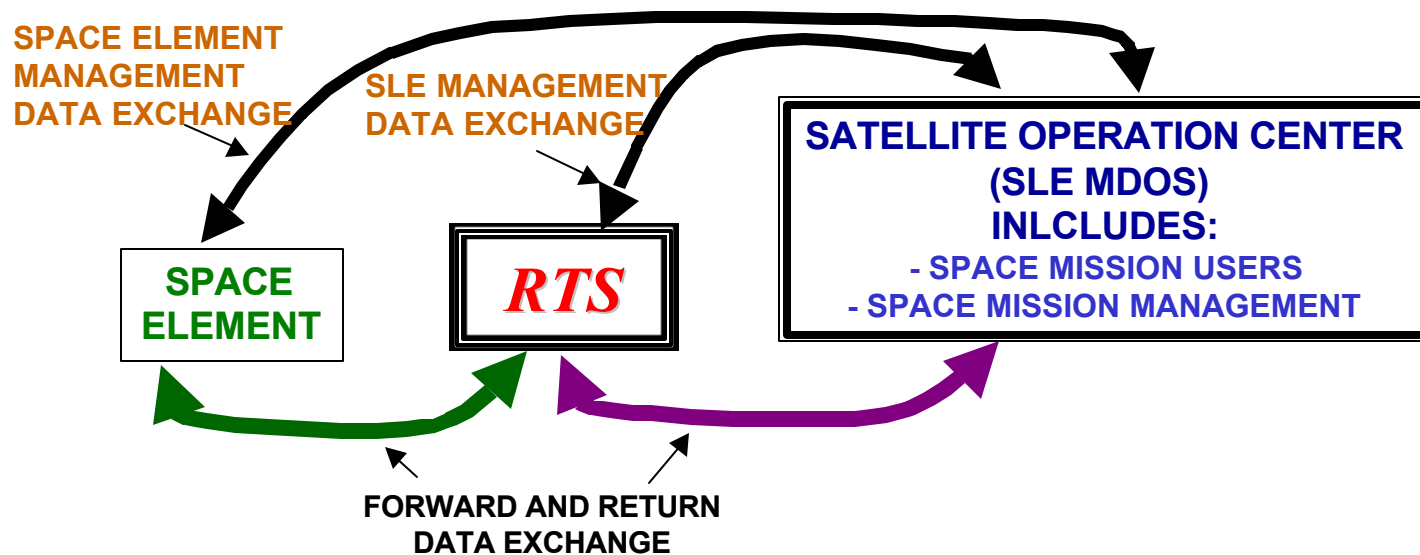 SPACE ELEMENT
MANAGEMENT
DATA EXCHANGE
SLE MANAGEMENT
DATA EXCHANGE
SATELLITE OPERATION CENTER
(SLE MDOS)
INLCLUDES:
- SPACE MISSION USERS
- SPACE MISSION MANAGEMENT
SPACE
ELEMENT
RTS
FORWARD AND RETURN
DATA EXCHANGE